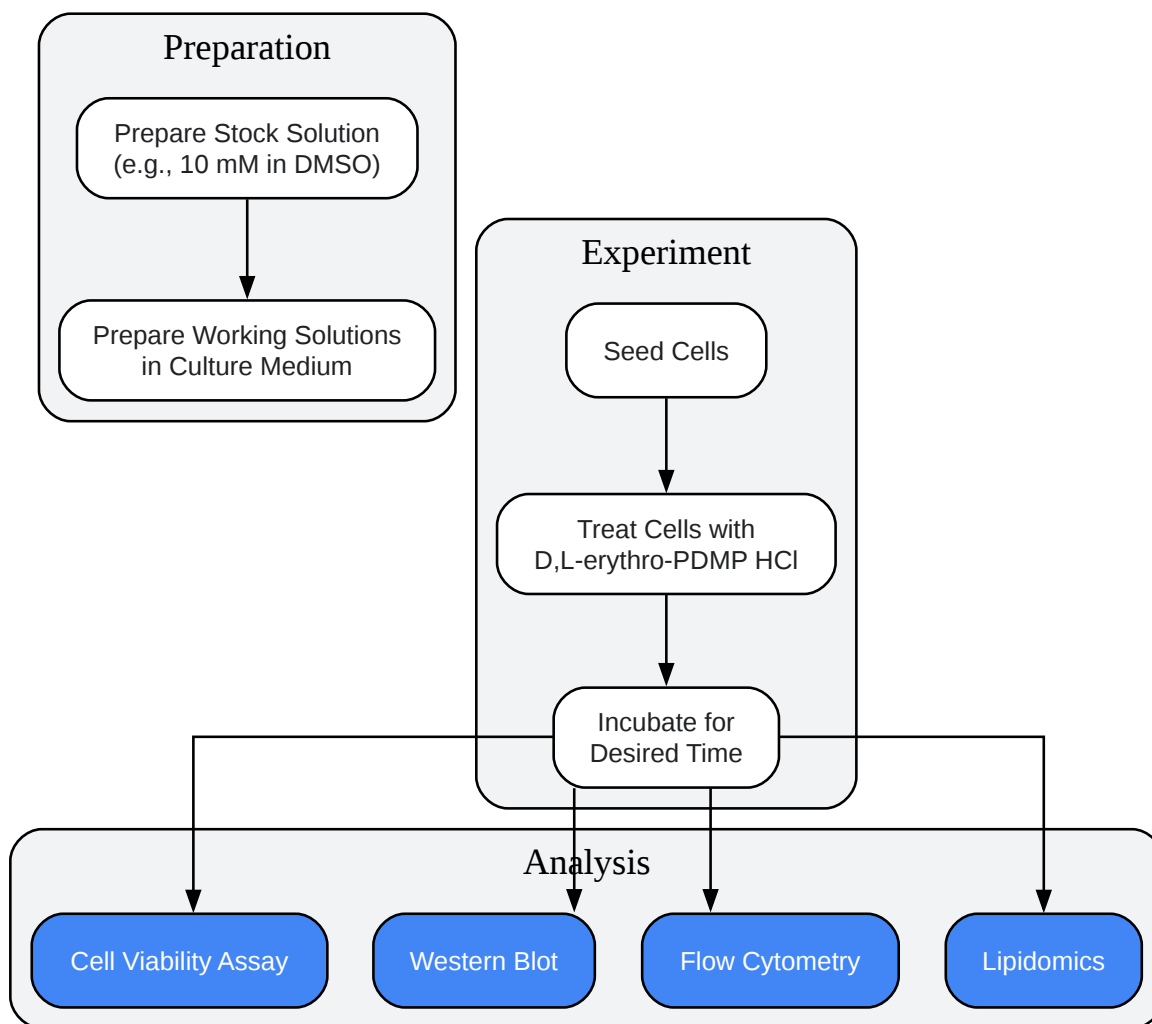 Preparation
Prepare Stock Solution
(e.g., 10 mM in DMSO)
Prepare Working Solutions
in Culture Medium
Experiment
Seed Cells
Treat Cells with
D,L-erythro-PDMP HCl
Incubate for
Desired Time
Analysis
Cell Viability Assay
Western Blot
Flow Cytometry
Lipidomics